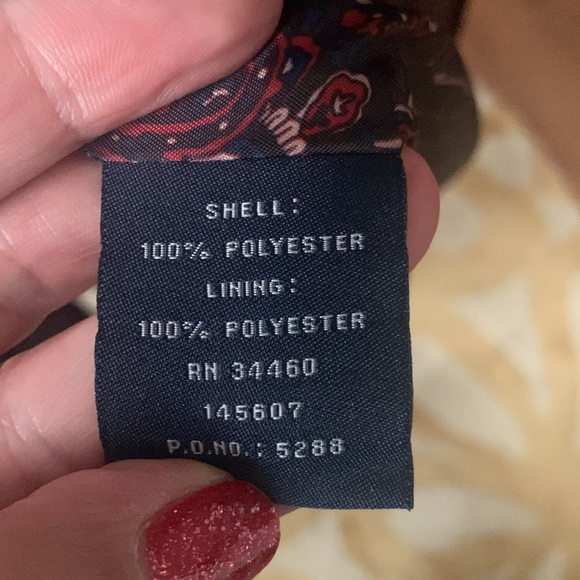 SHELL:
100% POLYESTER
LINING:
100% POLYESTER
RN 34460
145607
P.O.NO.: 5288